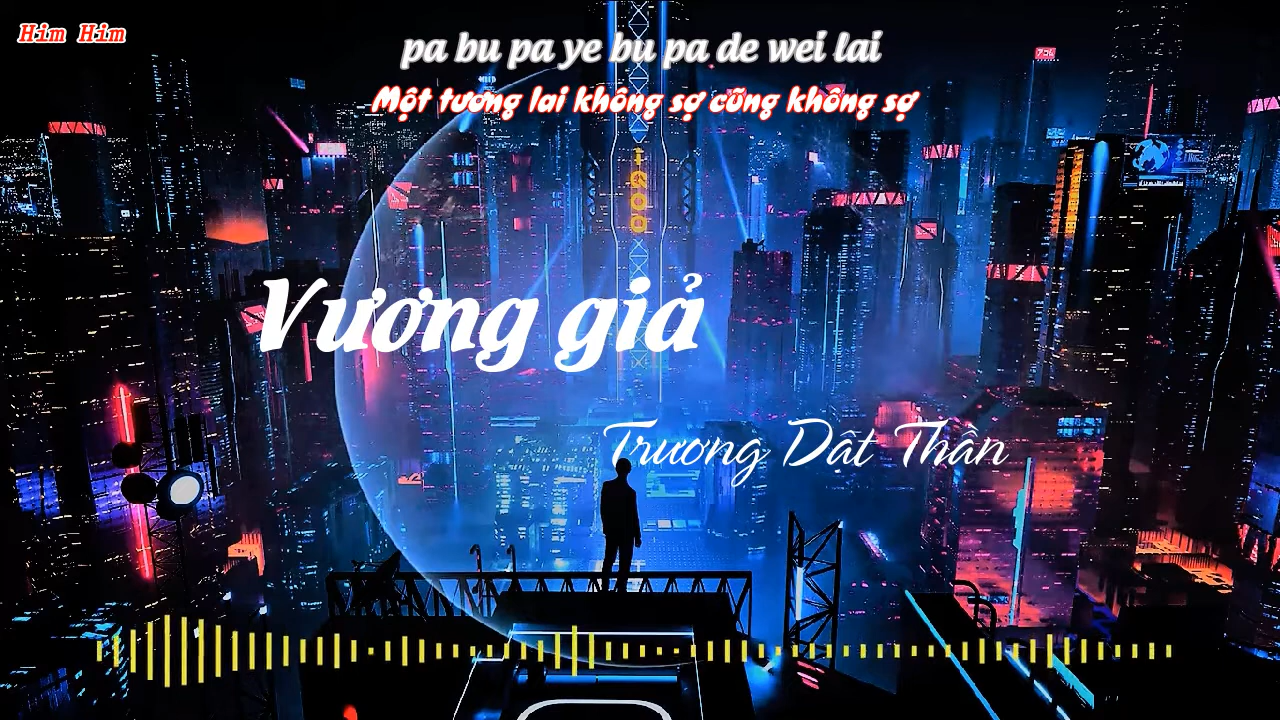 Him Him
pa bu pa ye bu pa de wei lai
Một tương lai không sợ cũng không sợ
Vương giả
Trương Dật Thần